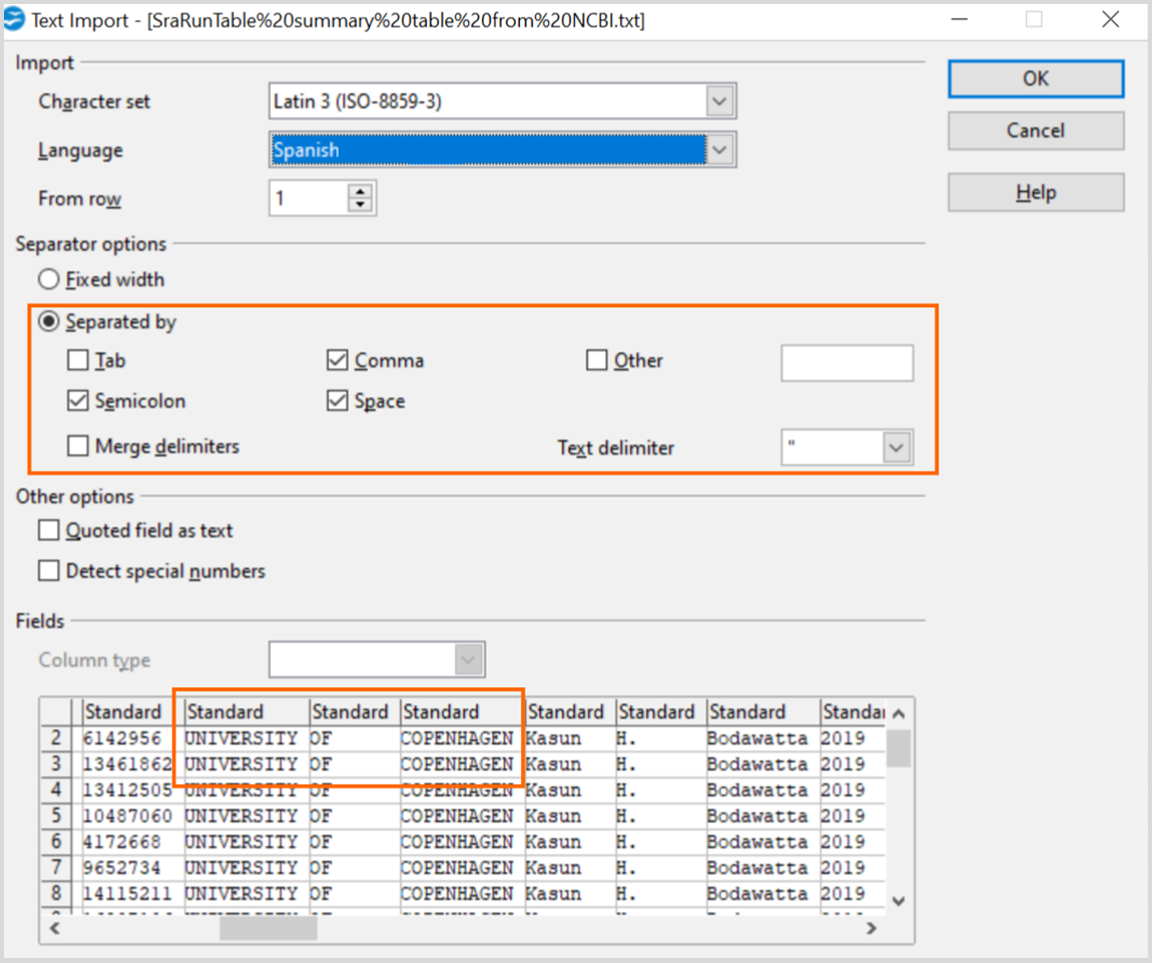 Text Import - [SraRunTable%20summary%20table%20from%20NCBI.txt]
Import
Character set Latin 3 (ISO-8859-3) OK
Language Spanish Cancel
From row 1 Help
Separator options
Fixed width
Separated by
Tab Comma Other
Semicolon Space
Merge delimiters Text delimiter "
Other options
Quoted field as text
Detect special numbers
Fields
Column type
Standard Standard Standard Standard Standard Standard Standard Standar
2 6142956 UNIVERSITY OF COPENHAGEN Kasun H. Bodawatta 2019
3 13461862 UNIVERSITY OF COPENHAGEN Kasun H. Bodawatta 2019
4 13412505 UNIVERSITY OF COPENHAGEN Kasun H. Bodawatta 2019
5 10487060 UNIVERSITY OF COPENHAGEN Kasun H. Bodawatta 2019
6 4172668 UNIVERSITY OF COPENHAGEN Kasun H. Bodawatta 2019
7 9652734 UNIVERSITY OF COPENHAGEN Kasun H. Bodawatta 2019
8 14115211 UNIVERSITY OF COPENHAGEN Kasun H. Bodawatta 2019